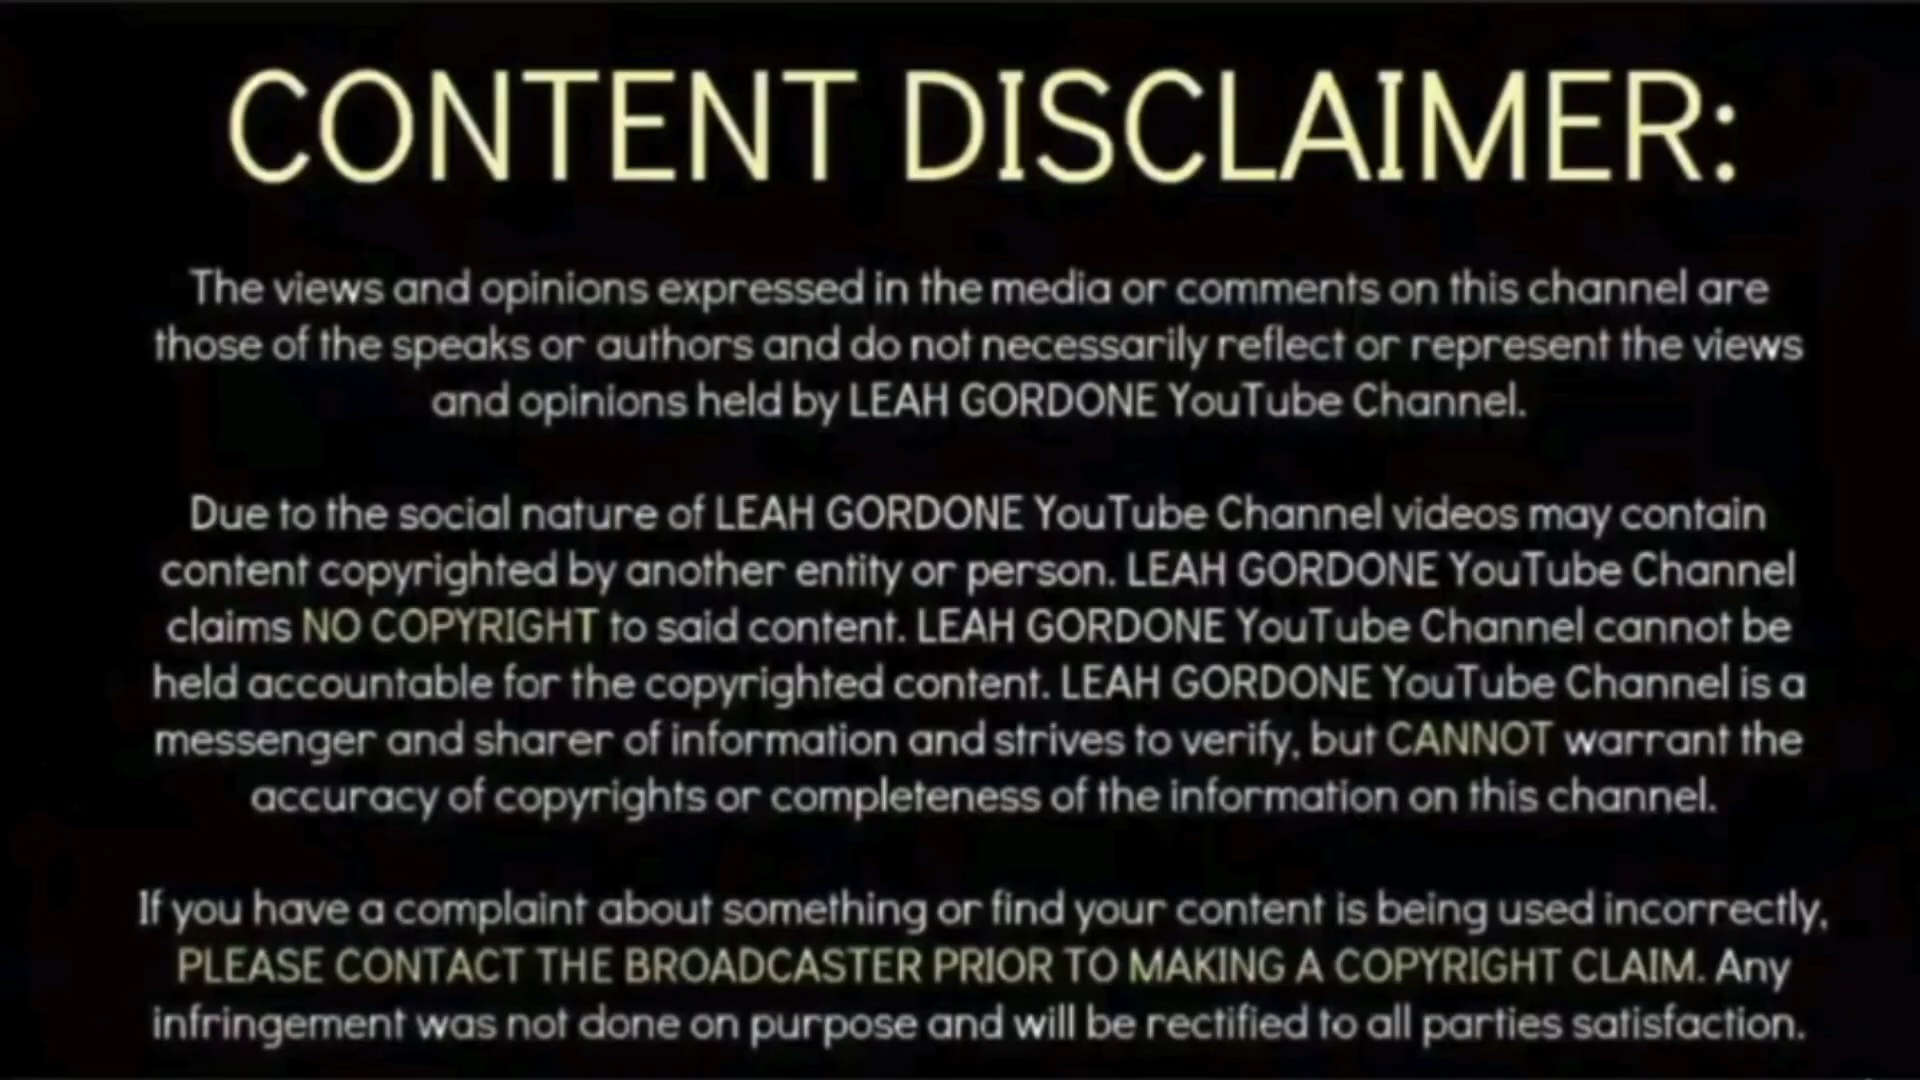 CONTENT DISCLAIMER:
The views and opinions expressed in the media or comments on this channel are
those of the speaks or authors and do not necessarily reflect or represent the views
and opinions held by LEAH GORDONE YouTube Channel.
Due to the social nature of LEAH GORDONE YouTube Channel videos may contain
content copyrighted by another entity or person. LEAH GORDONE YouTube Channel
claims NO COPYRIGHT to said content. LEAH GORDONE YouTube Channel cannot be
held accountable for the copyrighted content. LEAH GORDONE YouTube Channel is a
messenger and sharer of information and strives to verify, but CANNOT warrant the
accuracy of copyrights or completeness of the information on this channel.
If you have a complaint about something or find your content is being used incorrectly,
PLEASE CONTACT THE BROADCASTER PRIOR TO MAKING A COPYRIGHT CLAIM. Any
infringement was not done on purpose and will be rectified to all parties satisfaction.